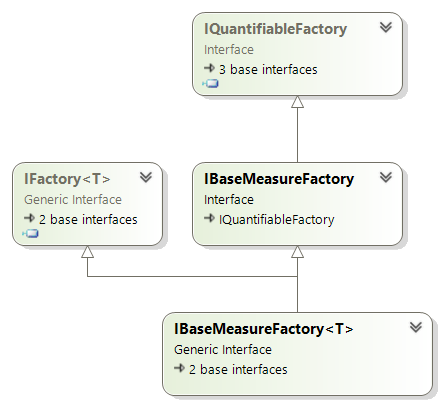 IQuantifiableFactory
Interface
3 base interfaces
IFactory<T>
Generic Interface
2 base interfaces
IBaseMeasureFactory
Interface
IQuantifiableFactory
IBaseMeasureFactory<T>
Generic Interface
2 base interfaces